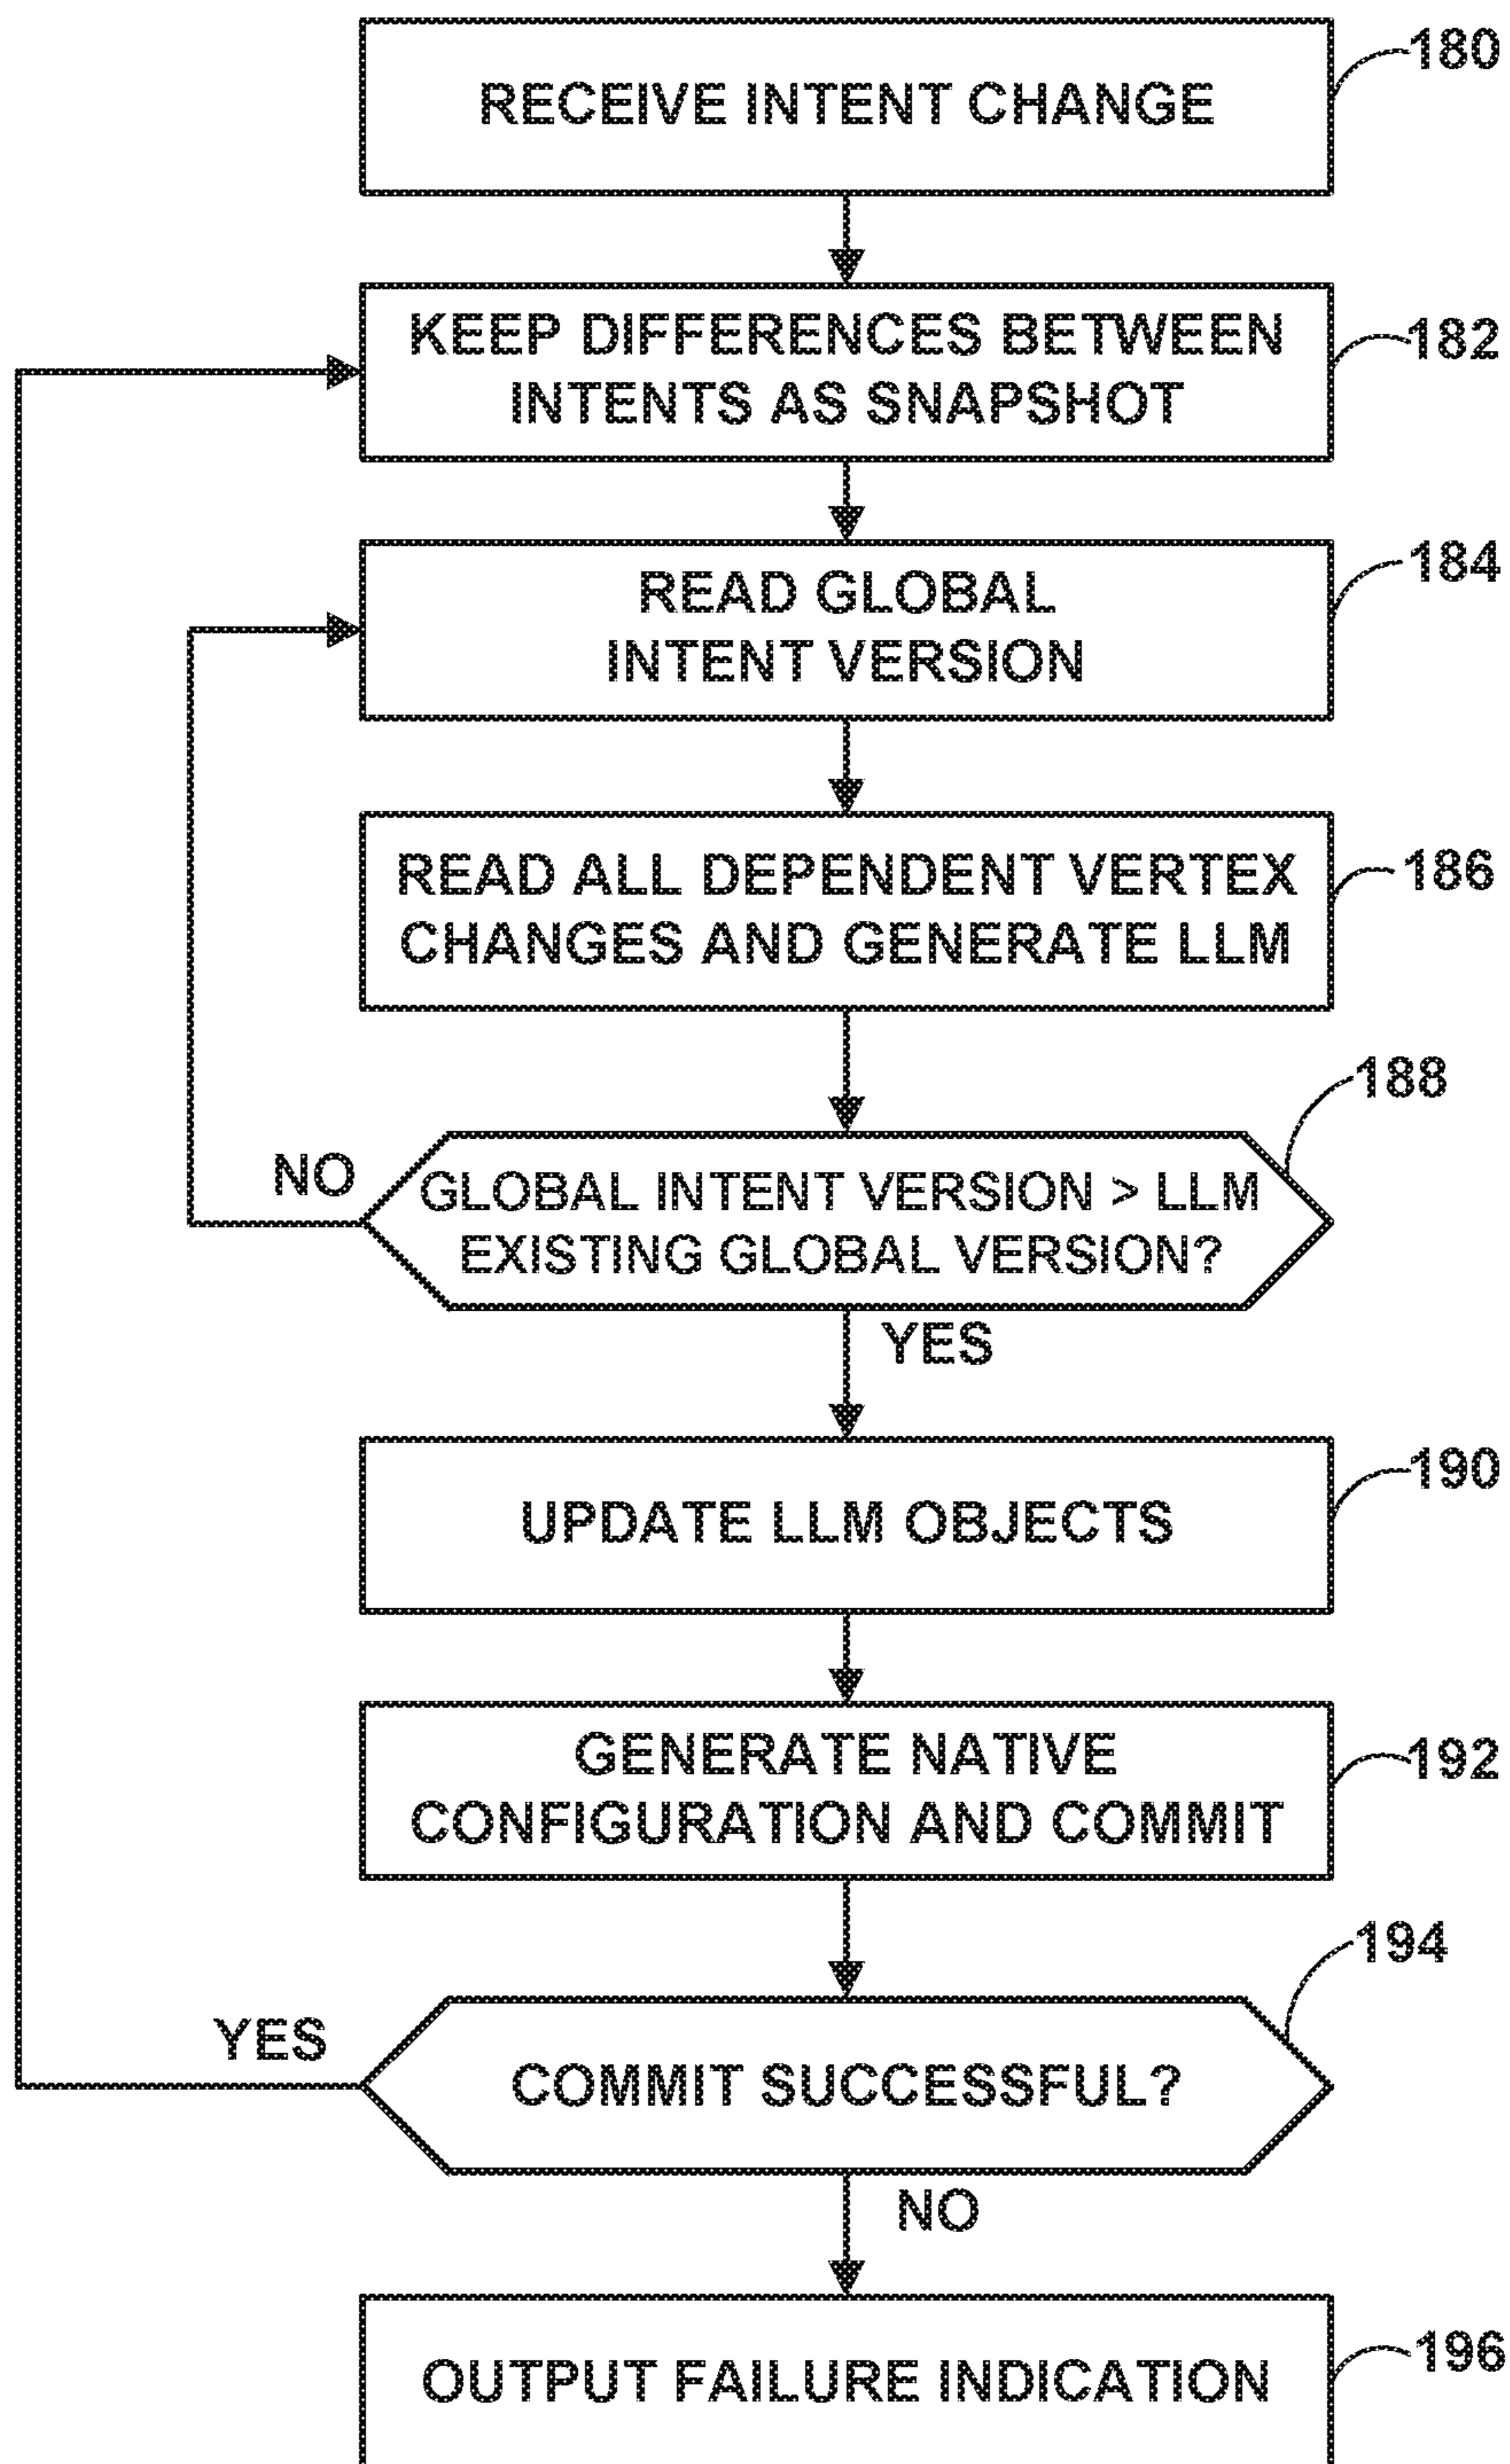 RECEIVE INTENT CHANGE
180
KEEP DIFFERENCES BETWEEN
INTENTS AS SNAPSHOT
182
READ GLOBAL
INTENT VERSION
184
READ ALL DEPENDENT VERTEX
CHANGES AND GENERATE LLM
186
188
NO
GLOBAL INTENT VERSION > LLM
EXISTING GLOBAL VERSION?
YES
UPDATE LLM OBJECTS
190
GENERATE NATIVE
CONFIGURATION AND COMMIT
192
194
YES
COMMIT SUCCESSFUL?
NO
OUTPUT FAILURE INDICATION
196